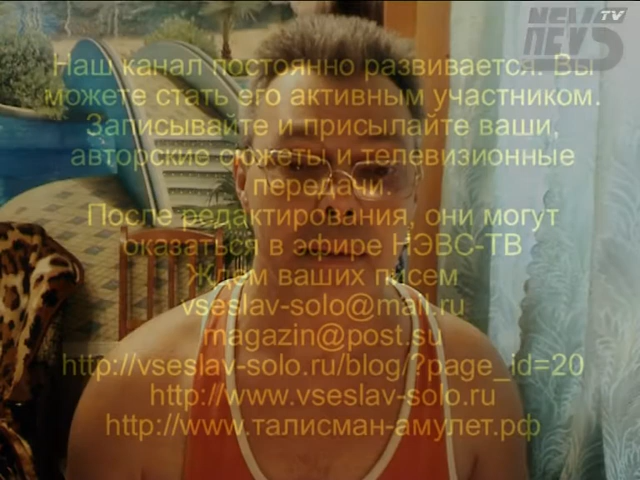 NEVS TV
Наш канал постоянно развивается. Вы
можете стать его активным участником.
Записывайте и присылайте ваши,
авторские сюжеты и телевизионные
передачи.
После редактирования, они могут
оказаться в эфире НЭВС-ТВ
Ждем ваших писем
vseslav-solo@mail.ru
magazin@post.su
http://vseslav-solo.ru/blog/?page_id=20
http://www.vseslav-solo.ru
http://www.талисман-амулет.рф